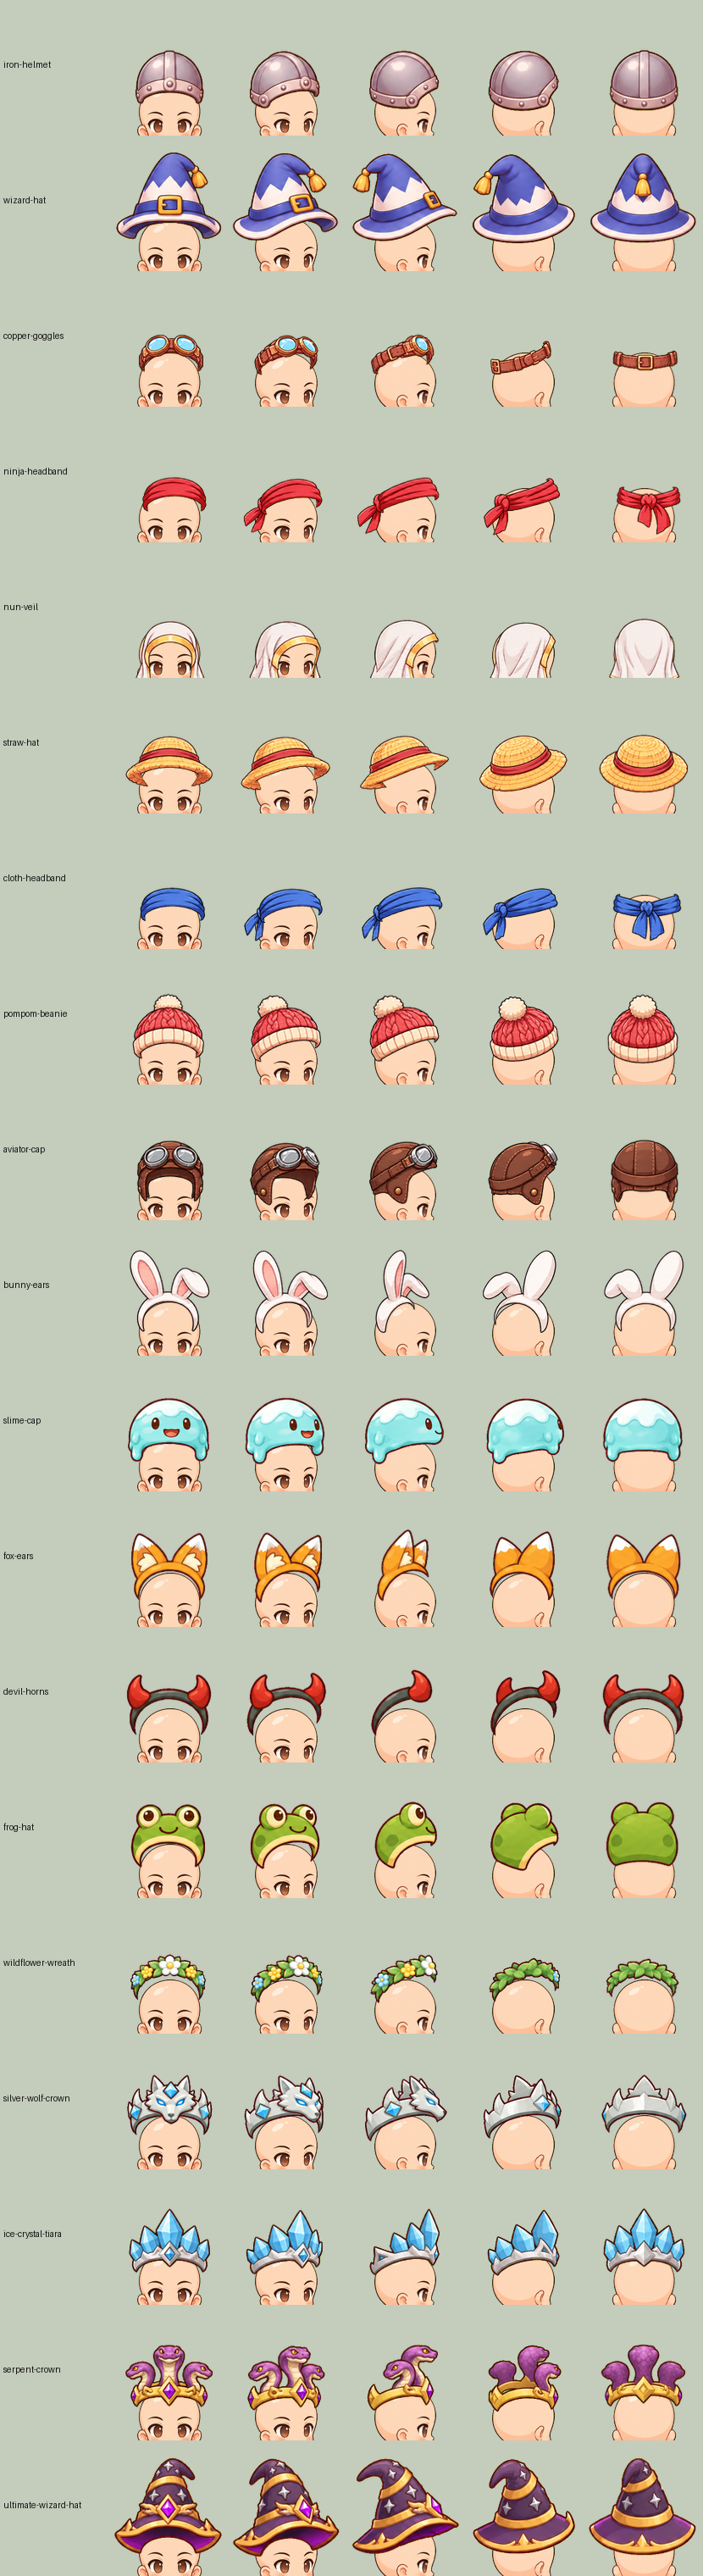 iron-helmet
wizard-hat
copper-goggles
ninja-headband
nun-veil
straw-hat
cloth-headband
pompom-beanie
aviator-cap
bunny-ears
slime-cap
fox-ears
devil-horns
frog-hat
wildflower-wreath
silver-wolf-crown
ice-crystal-tiara
serpent-crown
ultimate-wizard-hat